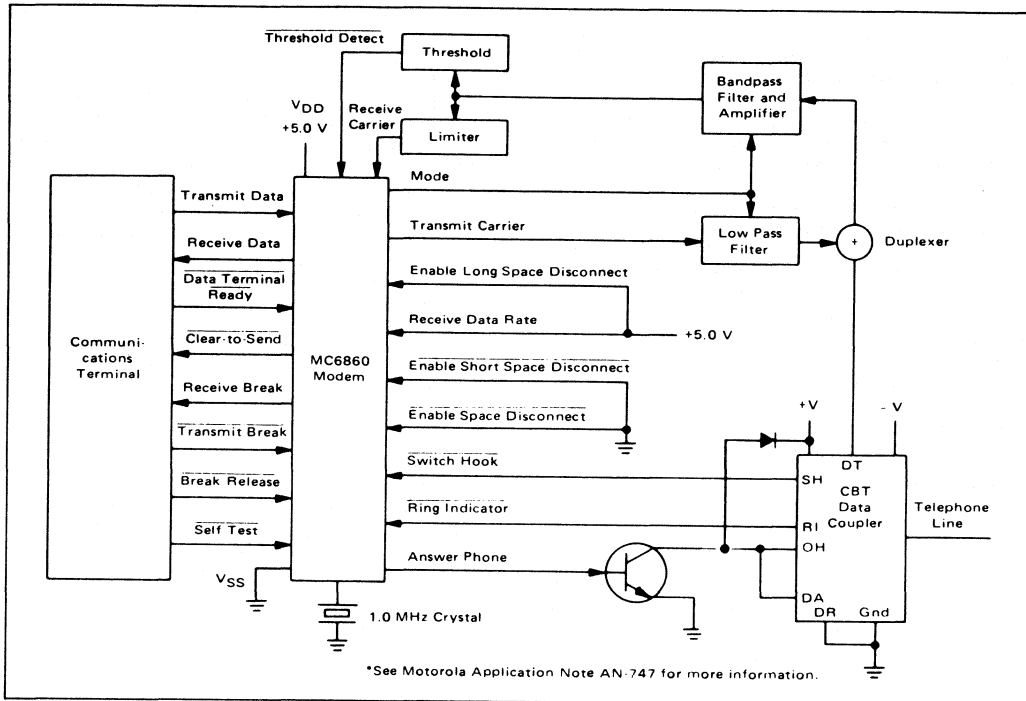 Threshold Detect
Threshold
Bandpass
Filter and
Amplifier
VDD
+5.0 V
Receive
Carrier
Limiter
Mode
Transmit Data
Transmit Carrier
Low Pass
Filter
+
Duplexer
Receive Data
Enable Long Space Disconnect
Data Terminal
Ready
Receive Data Rate
+5.0 V
Communi-
cations
Terminal
Clear-to-Send
MC6860
Modem
Enable Short Space Disconnect
Receive Break
Enable Space Disconnect
+V
-V
Transmit Break
Switch Hook
SH
DT
CBT
Data
Coupler
Break Release
Ring Indicator
RI
Telephone
Line
Self Test
Answer Phone
OH
VSS
DA
DR
Gnd
1.0 MHz Crystal
*See Motorola Application Note AN-747 for more information.